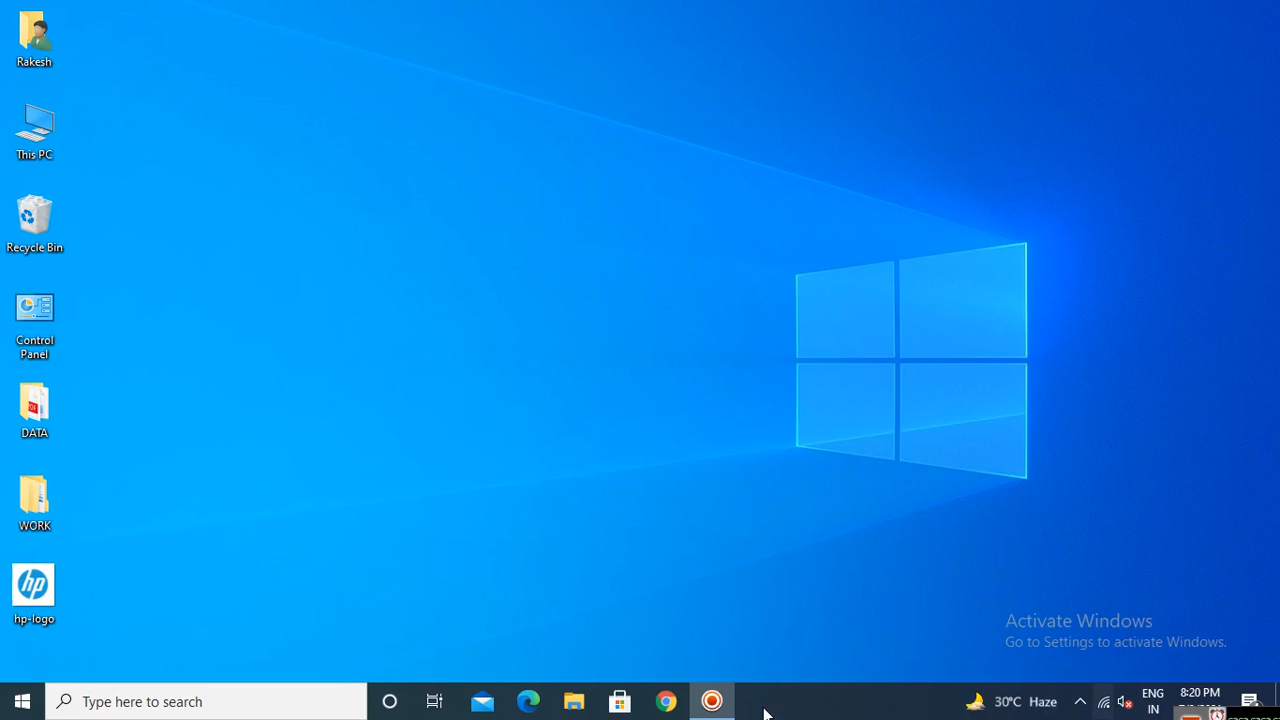 Rakesh
This PC
Recycle Bin
Control
Panel
DATA
WORK
hp
hp-logo
Activate Windows
Go to Settings to activate Windows.
Type here to search
30°C Haze
ENG
IN
8:20 PM